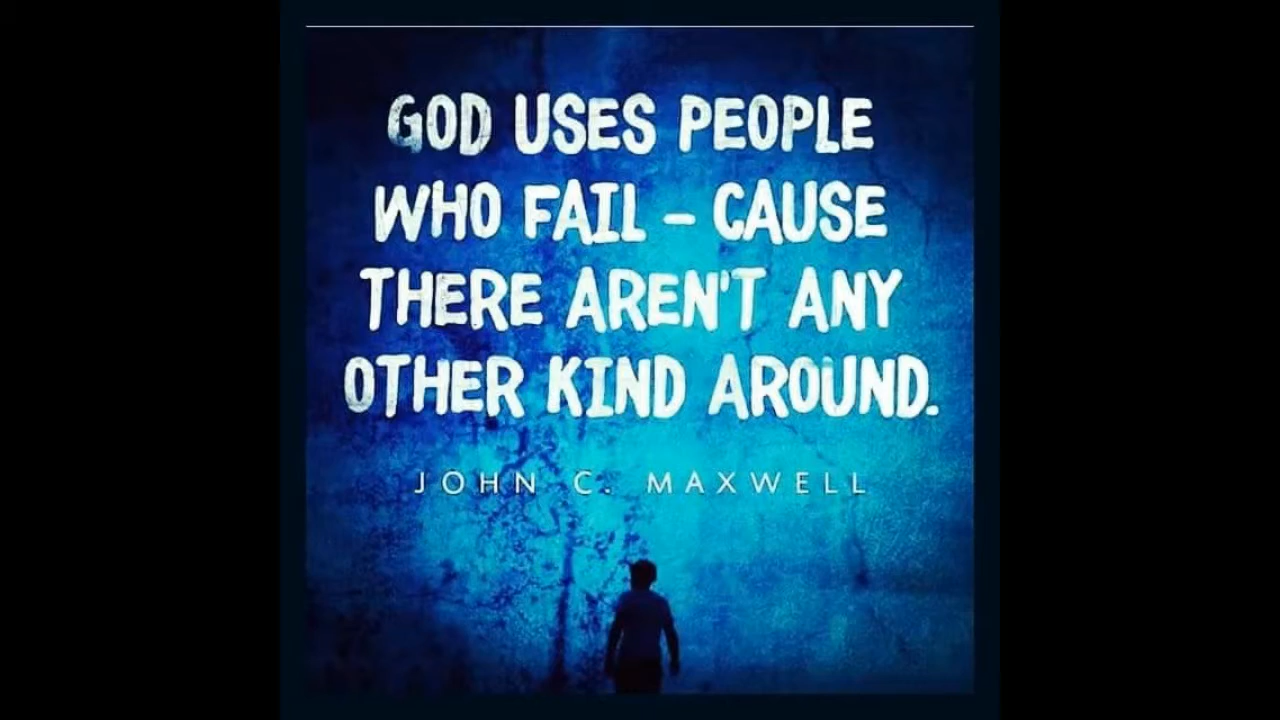 GOD USES PEOPLE
WHO FAIL – CAUSE
THERE AREN'T ANY
OTHER KIND AROUND.
JOHN C. MAXWELL